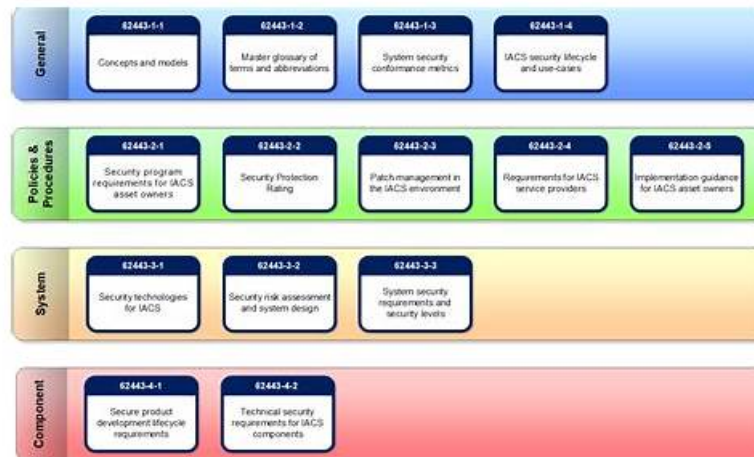 General
62443-1-1
Concepts and models
62443-1-2
Master glossary of
terms and abbreviations
62443-1-3
System security
conformance metrics
62443-1-4
IACS security lifecycle
and use-cases
Policies &
Procedures
62443-2-1
Security program
requirements for IACS
asset owners
62443-2-2
Security Protection
Rating
62443-2-3
Patch management in
the IACS environment
62443-2-4
Requirements for IACS
service providers
62443-2-5
Implementation guidance
for IACS asset owners
System
62443-3-1
Security technologies
for IACS
62443-3-2
Security risk assessment
and system design
62443-3-3
System security
requirements and
security levels
Component
62443-4-1
Secure product
development lifecycle
requirements
62443-4-2
Technical security
requirements for IACS
components